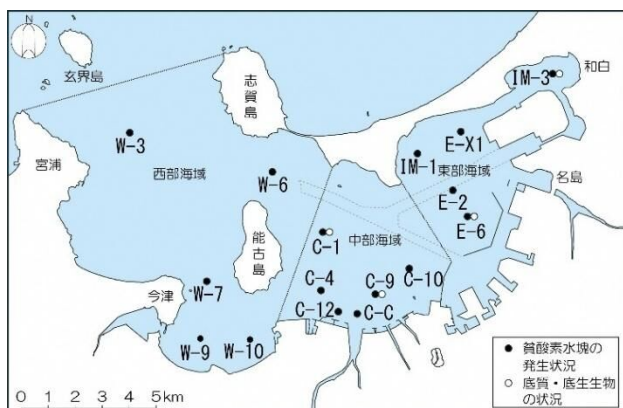 玄界島
志賀島
和白
IM-3
宮浦
W-3
E-X1
IM-1
西部海域
W-6
東部海域
名島
E-2
E-6
能古島
C-1
中部海域
C-10
C-4
C-9
今津
W-7
C-12
C-C
W-9
W-10
0 1 2 3 4 5km
● 貧酸素水塊の
発生状況
○ 底質・底生生物
の状況